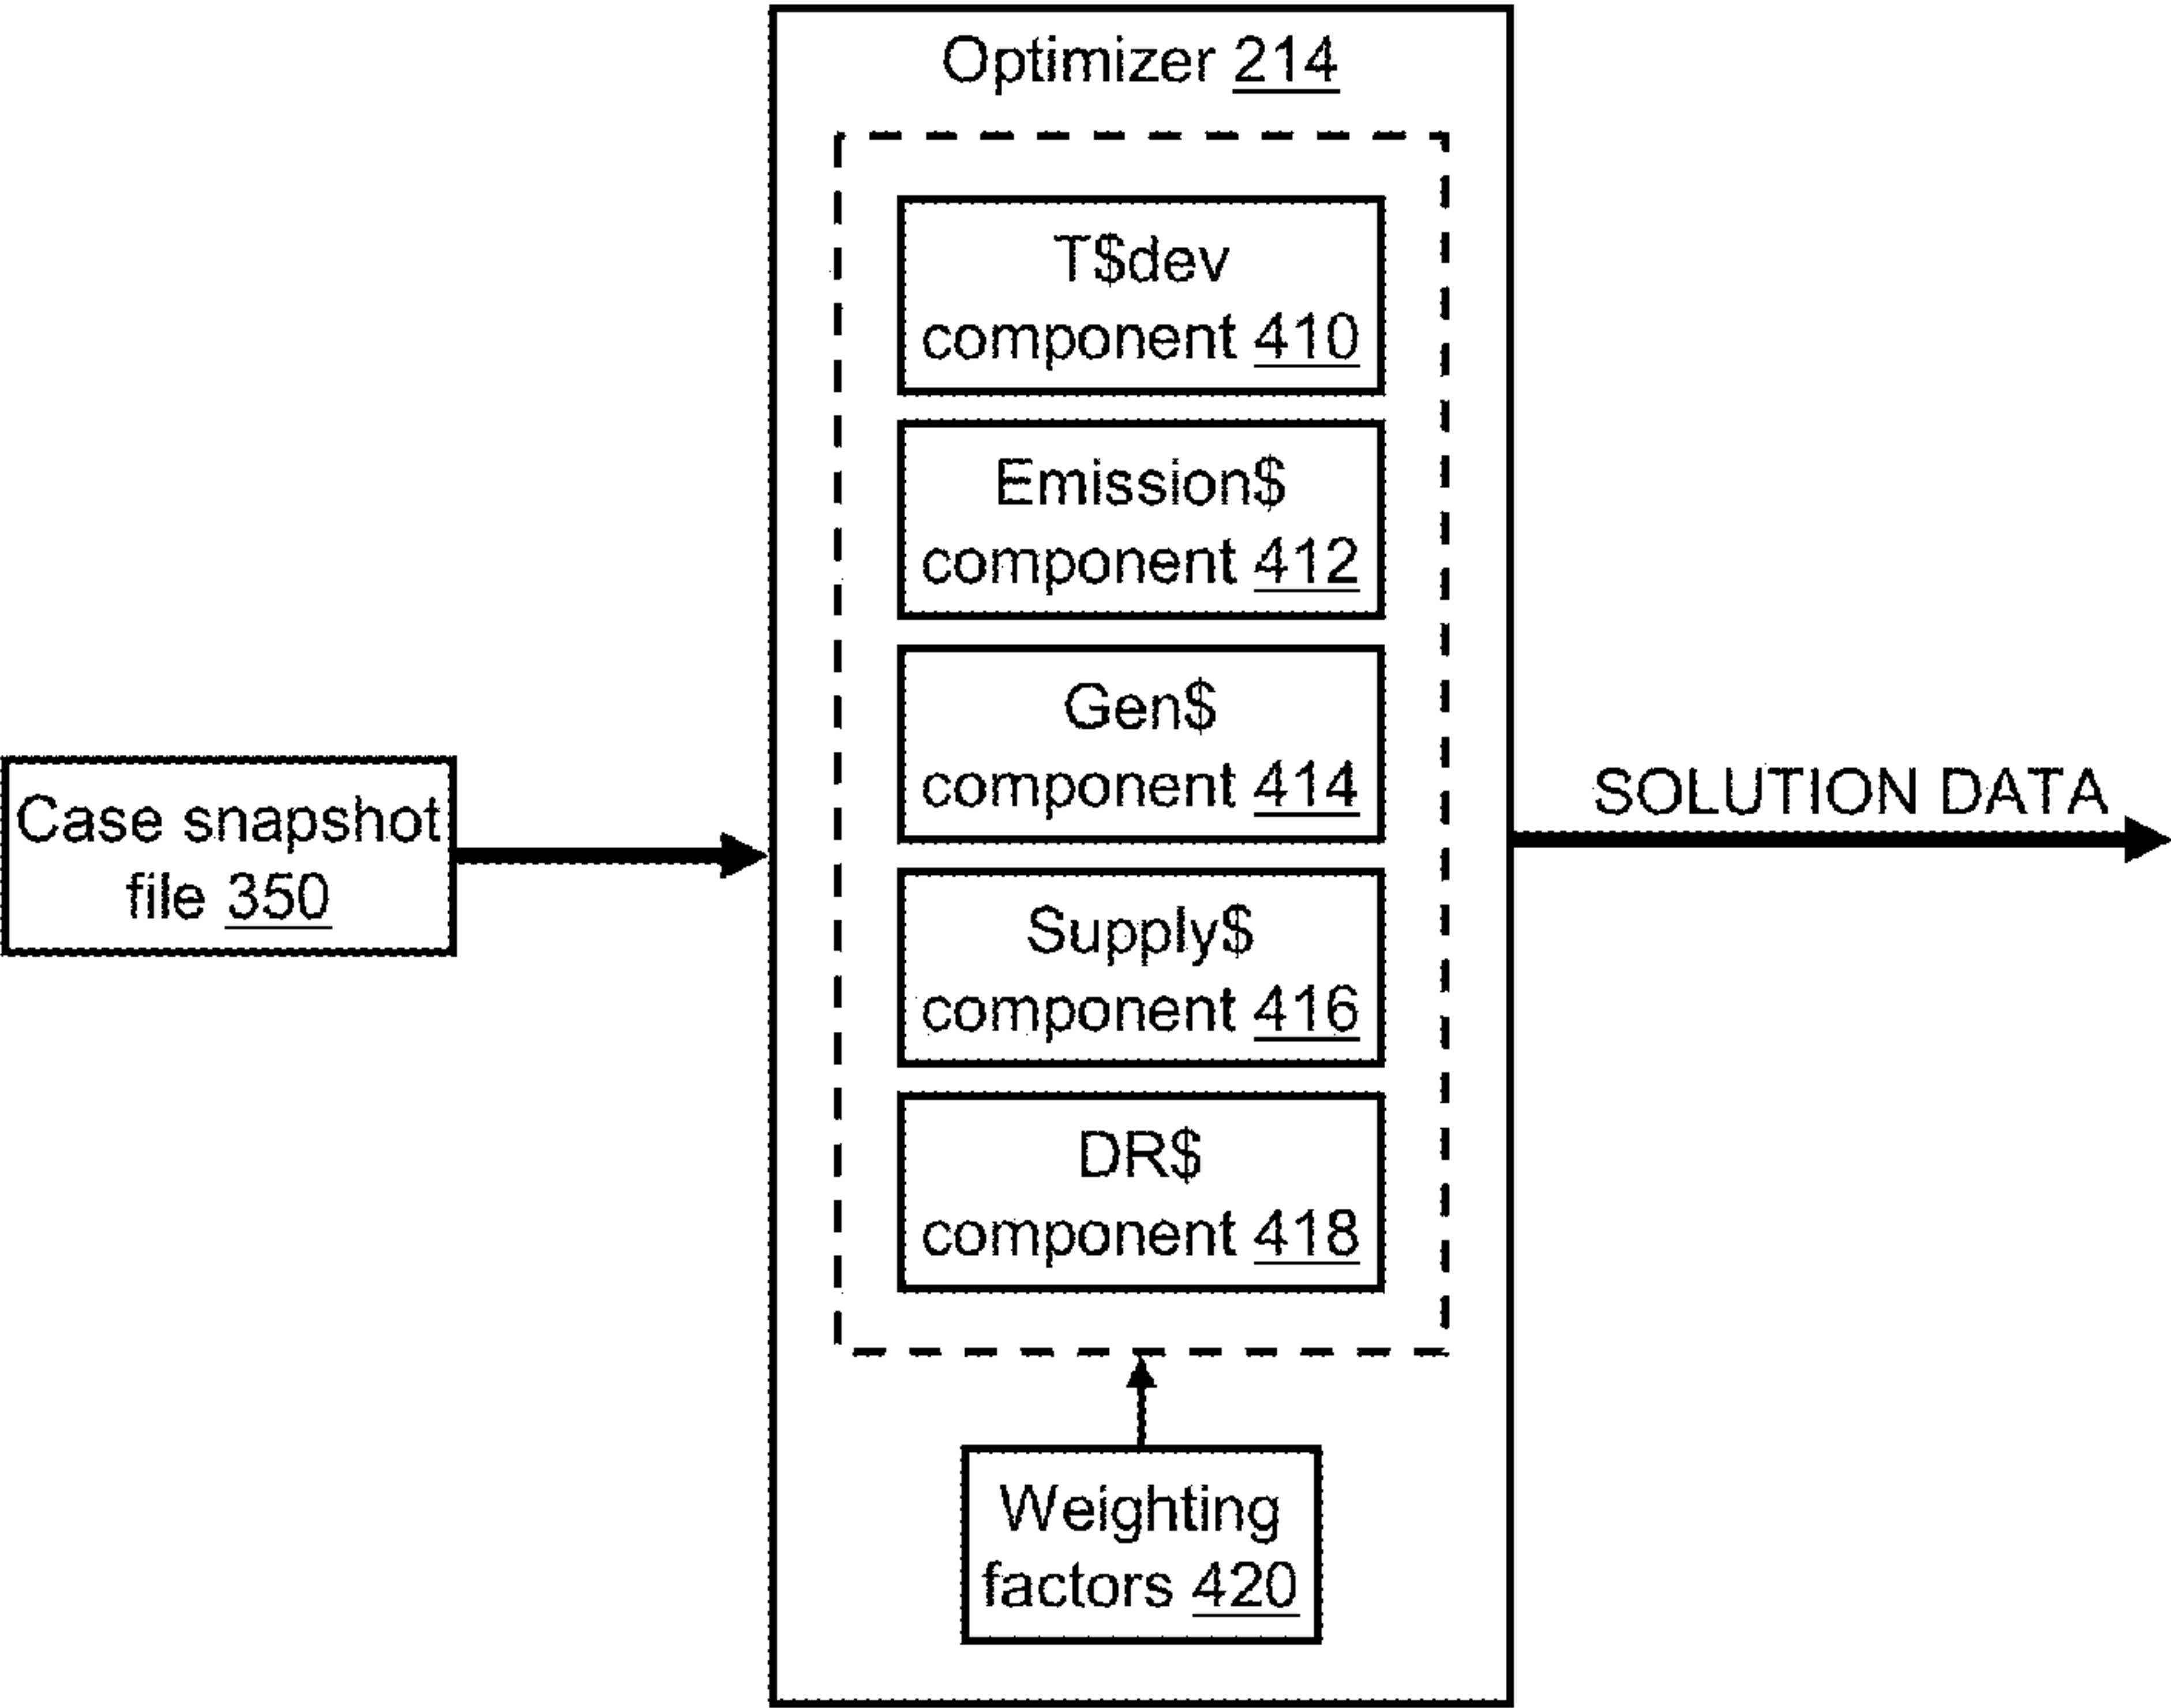 Optimizer 214
T$dev
component 410
Emission$
component 412
Gen$
component 414
Case snapshot
file 350
SOLUTION DATA
Supply$
component 416
DR$
component 418
Weighting
factors 420